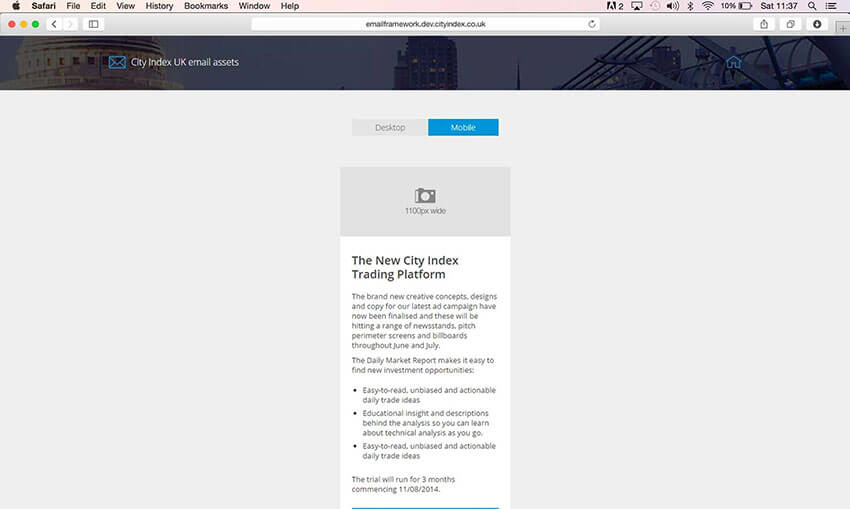 Safari File Edit View History Bookmarks Window Help 2 10% Sat 11:37
emailframework.dev.cityindex.co.uk
City Index UK email assets
Desktop Mobile
1100px wide
The New City Index
Trading Platform
The brand new creative concepts, designs
and copy for our latest ad campaign have
now been finalised and these will be
hitting a range of newsstands, pitch
perimeter screens and billboards
throughout June and July.
The Daily Market Report makes it easy to
find new investment opportunities:
• Easy-to-read, unbiased and actionable
daily trade ideas
• Educational insight and descriptions
behind the analysis so you can learn
about technical analysis as you go.
• Easy-to-read, unbiased and actionable
daily trade ideas
The trial will run for 3 months
commencing 11/08/2014.